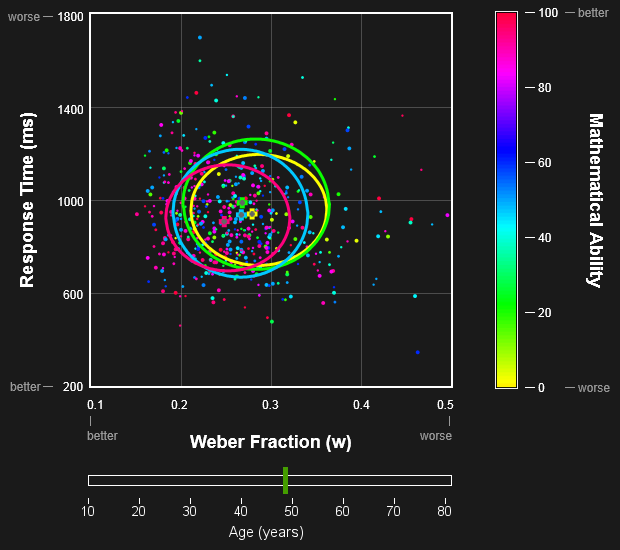 worse
1800
1400
1000
600
better
200
Response Time (ms)
0.1
0.2
0.3
0.4
0.5
better
worse
Weber Fraction (w)
100
better
80
60
40
20
0
worse
Mathematical Ability
10
20
30
40
50
60
70
80
Age (years)